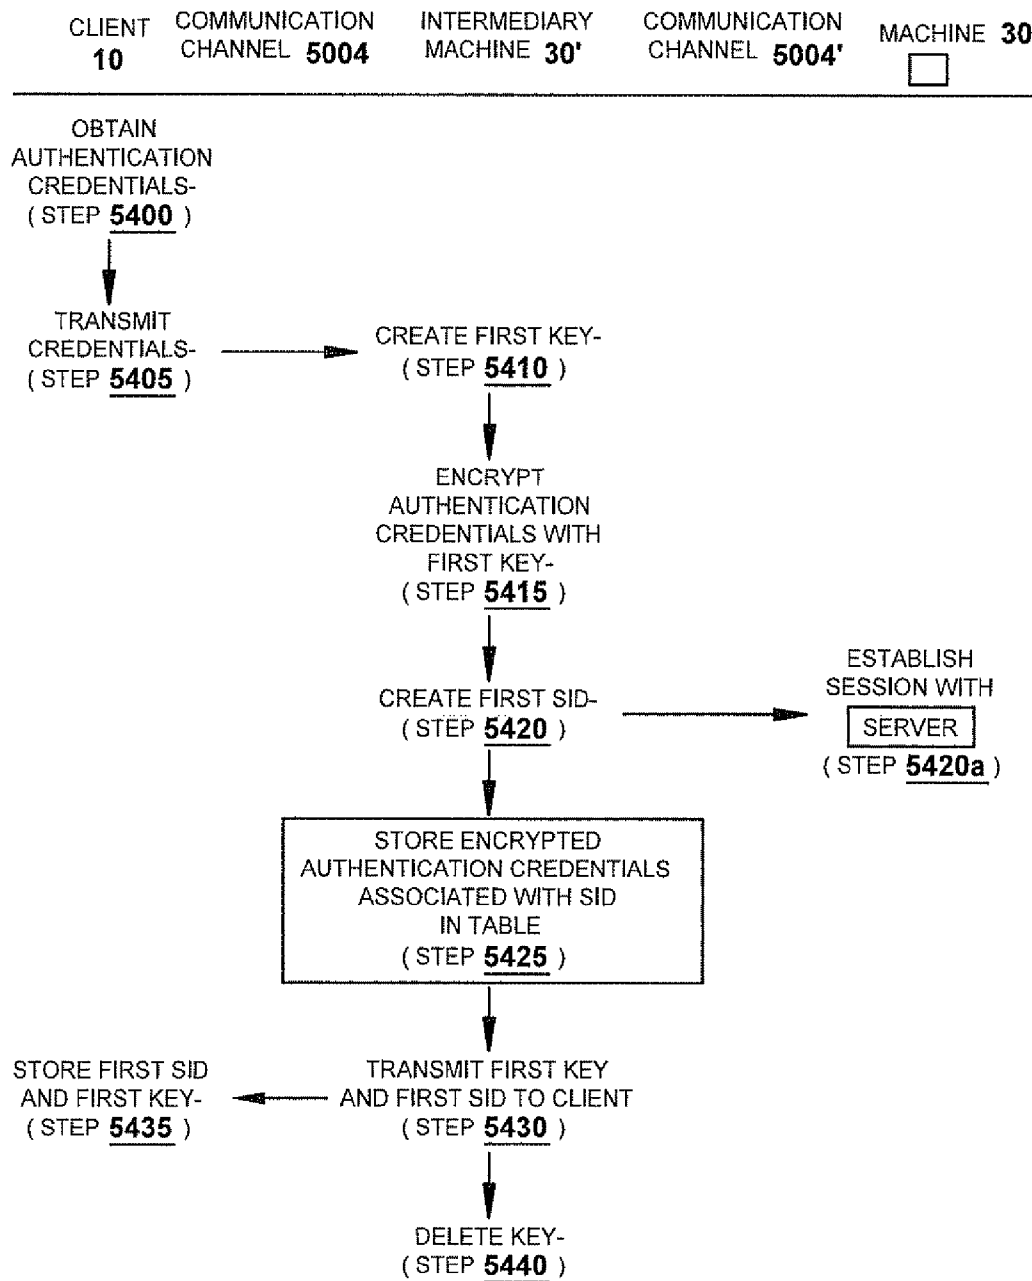 CLIENT
10
COMMUNICATION
CHANNEL 5004
INTERMEDIARY
MACHINE 30'
COMMUNICATION
CHANNEL 5004'
MACHINE 30
OBTAIN
AUTHENTICATION
CREDENTIALS-
( STEP 5400 )
TRANSMIT
CREDENTIALS-
( STEP 5405 )
CREATE FIRST KEY-
( STEP 5410 )
ENCRYPT
AUTHENTICATION
CREDENTIALS WITH
FIRST KEY-
( STEP 5415 )
CREATE FIRST SID-
( STEP 5420 )
ESTABLISH
SESSION WITH
SERVER
( STEP 5420a )
STORE ENCRYPTED
AUTHENTICATION CREDENTIALS
ASSOCIATED WITH SID
IN TABLE
( STEP 5425 )
TRANSMIT FIRST KEY
AND FIRST SID TO CLIENT
( STEP 5430 )
STORE FIRST SID
AND FIRST KEY-
( STEP 5435 )
DELETE KEY-
( STEP 5440 )